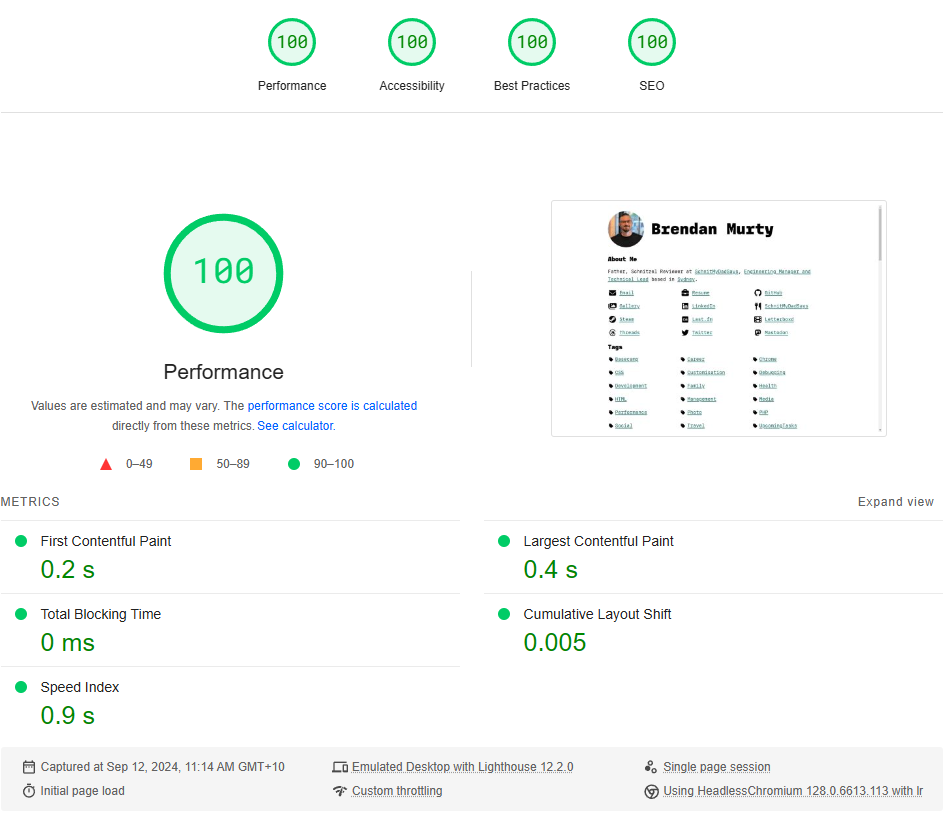 100 100 100 100
Performance Accessibility Best Practices SEO
100
Performance
Values are estimated and may vary. The performance score is calculated
directly from these metrics. See calculator.
0–49 50–89 90–100
Brendan Murty
About Me
Father, Schnitzel Reviewer at SchnitMyDadSays, Engineering Manager and
Technical Lead based in Sydney.
Email Resume GitHub
Gallery LinkedIn SchnitMyDadSays
Steam Last.fm Letterboxd
Threads Twitter Mastodon
Tags
Basecamp Career Chrome
CSS Customisation Debugging
Development Family Health
HTML Management Media
Performance Photo PHP
Social Travel UpcomingTasks
METRICS Expand view
First Contentful Paint Largest Contentful Paint
0.2 s 0.4 s
Total Blocking Time Cumulative Layout Shift
0 ms 0.005
Speed Index
0.9 s
Captured at Sep 12, 2024, 11:14 AM GMT+10 Emulated Desktop with Lighthouse 12.2.0 Single page session
Initial page load Custom throttling Using HeadlessChromium 128.0.6613.113 with lr